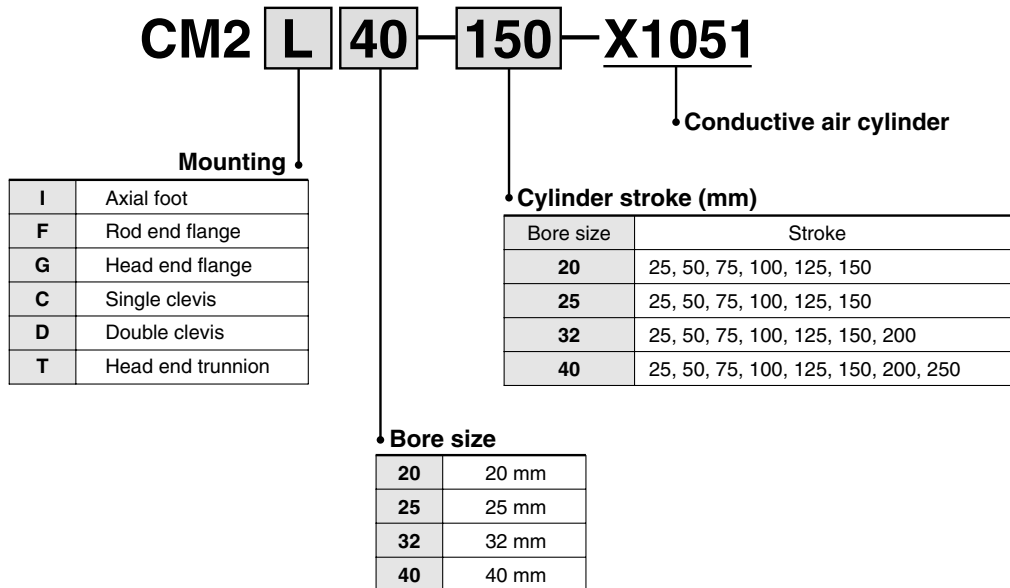 CM2 L 40-150-X1051
Conductive air cylinder
Mounting
I Axial foot
F Rod end flange
G Head end flange
C Single clevis
D Double clevis
T Head end trunnion
Cylinder stroke (mm)
Bore size Stroke
20 25, 50, 75, 100, 125, 150
25 25, 50, 75, 100, 125, 150
32 25, 50, 75, 100, 125, 150, 200
40 25, 50, 75, 100, 125, 150, 200, 250
Bore size
20 20 mm
25 25 mm
32 32 mm
40 40 mm